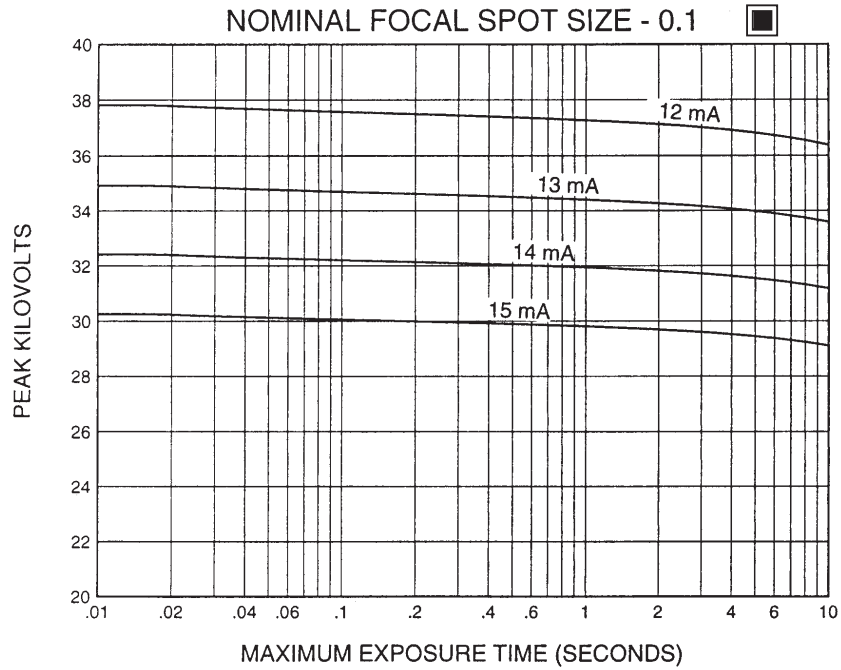 NOMINAL FOCAL SPOT SIZE - 0.1
40
38
36
34
32
30
28
26
24
22
20
12 mA
13 mA
14 mA
15 mA
PEAK KILOVOLTS
.01 .02 .04 .06 .1 .2 .4 .6 1 2 4 6 10
MAXIMUM EXPOSURE TIME (SECONDS)